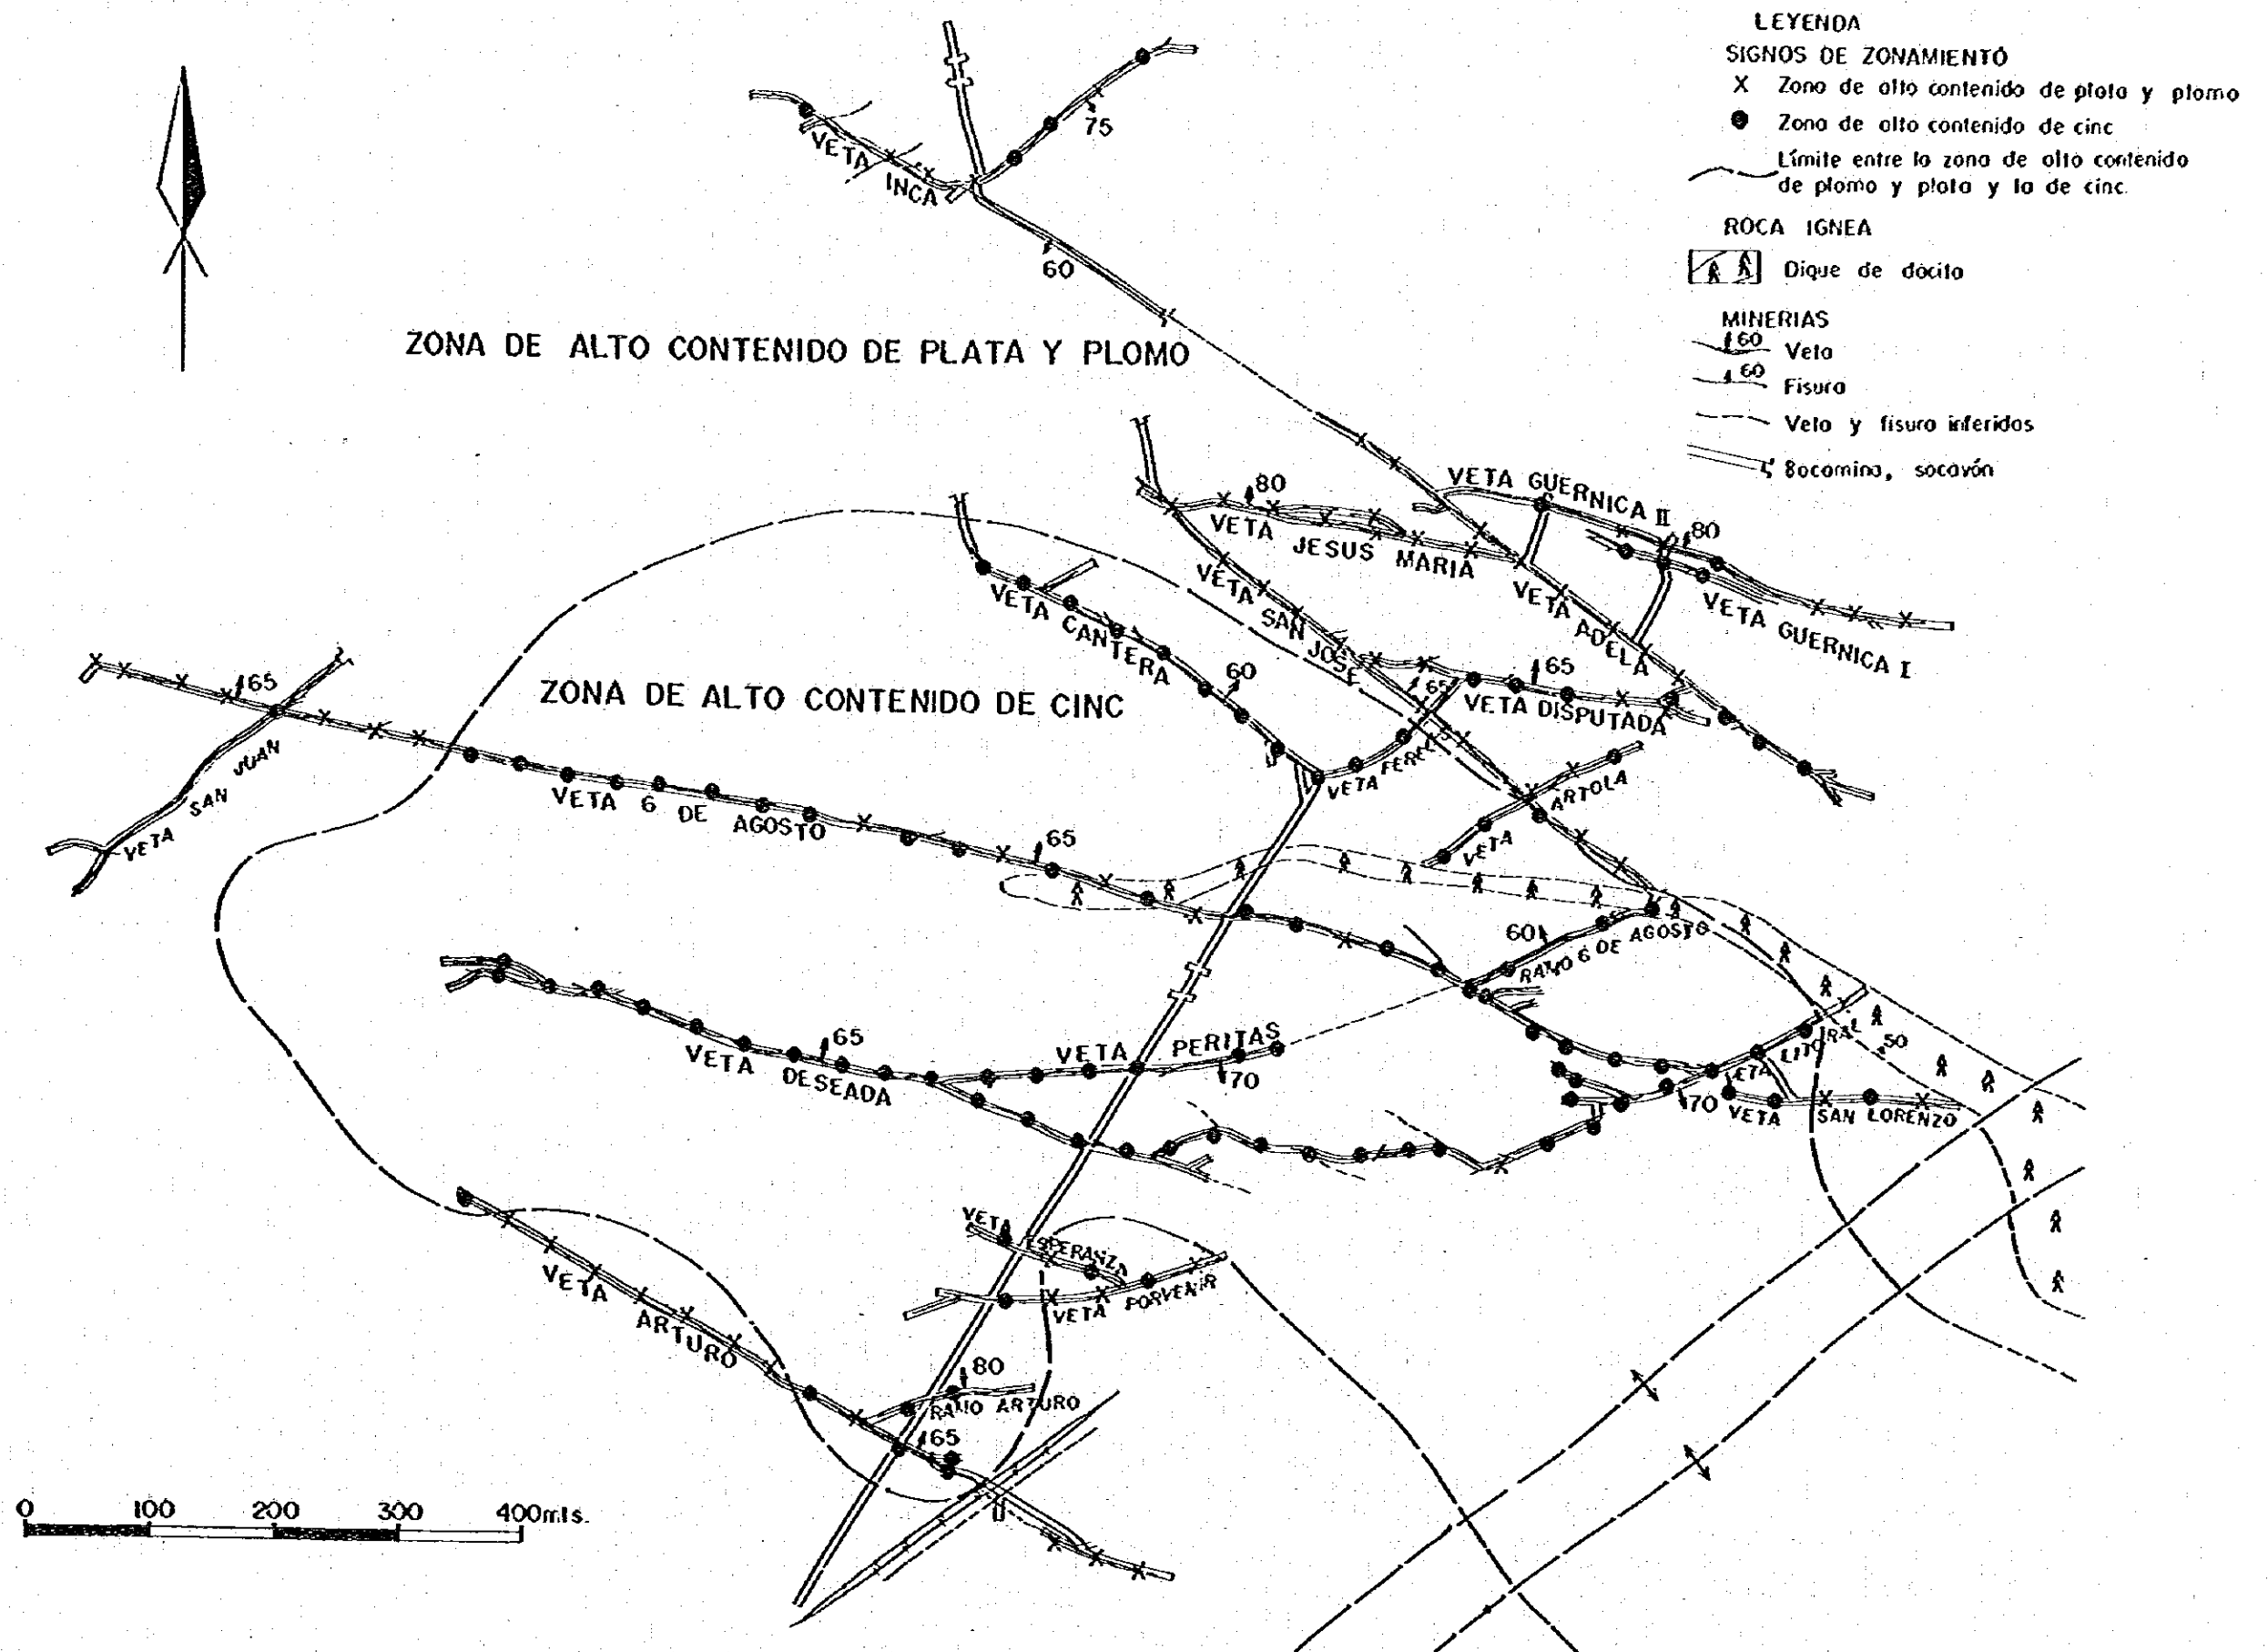 LEYENDA
SIGNOS DE ZONAMIENTO
X Zona de alto contenido de plata y plomo
Zona de alto contenido de cinc
Límite entre la zona de alto contenido
de plomo y plata y la de cinc.
ROCA IGNEA
Dique de dacita
MINERIAS
60 Veta
60 Fisura
Veta y fisura inferidas
Bocamina, socavón
75
VETA INCA
60
ZONA DE ALTO CONTENIDO DE PLATA Y PLOMO
VETA GUERNICA II
80
80
VETA JESUS MARIA
VETA SAN JOSE
VETA ADELA
VETA GUERNICA I
VETA CANTERA
60
65
65
65
VETA DISPUTADA
ZONA DE ALTO CONTENIDO DE CINC
VETA SAN JUAN
VETA 6 DE AGOSTO
VETA
VETA ARTOLA
65
60
RAMO 6 DE AGOSTO
VETA DESEADA
65
VETA PERITAS
70
VETA LITORAL
50
70
VETA SAN LORENZO
VETA ESPERANZA
VETA PORVENIR
VETA ARTURO
80
RAMO ARTURO
65
0 100 200 300 400mts.